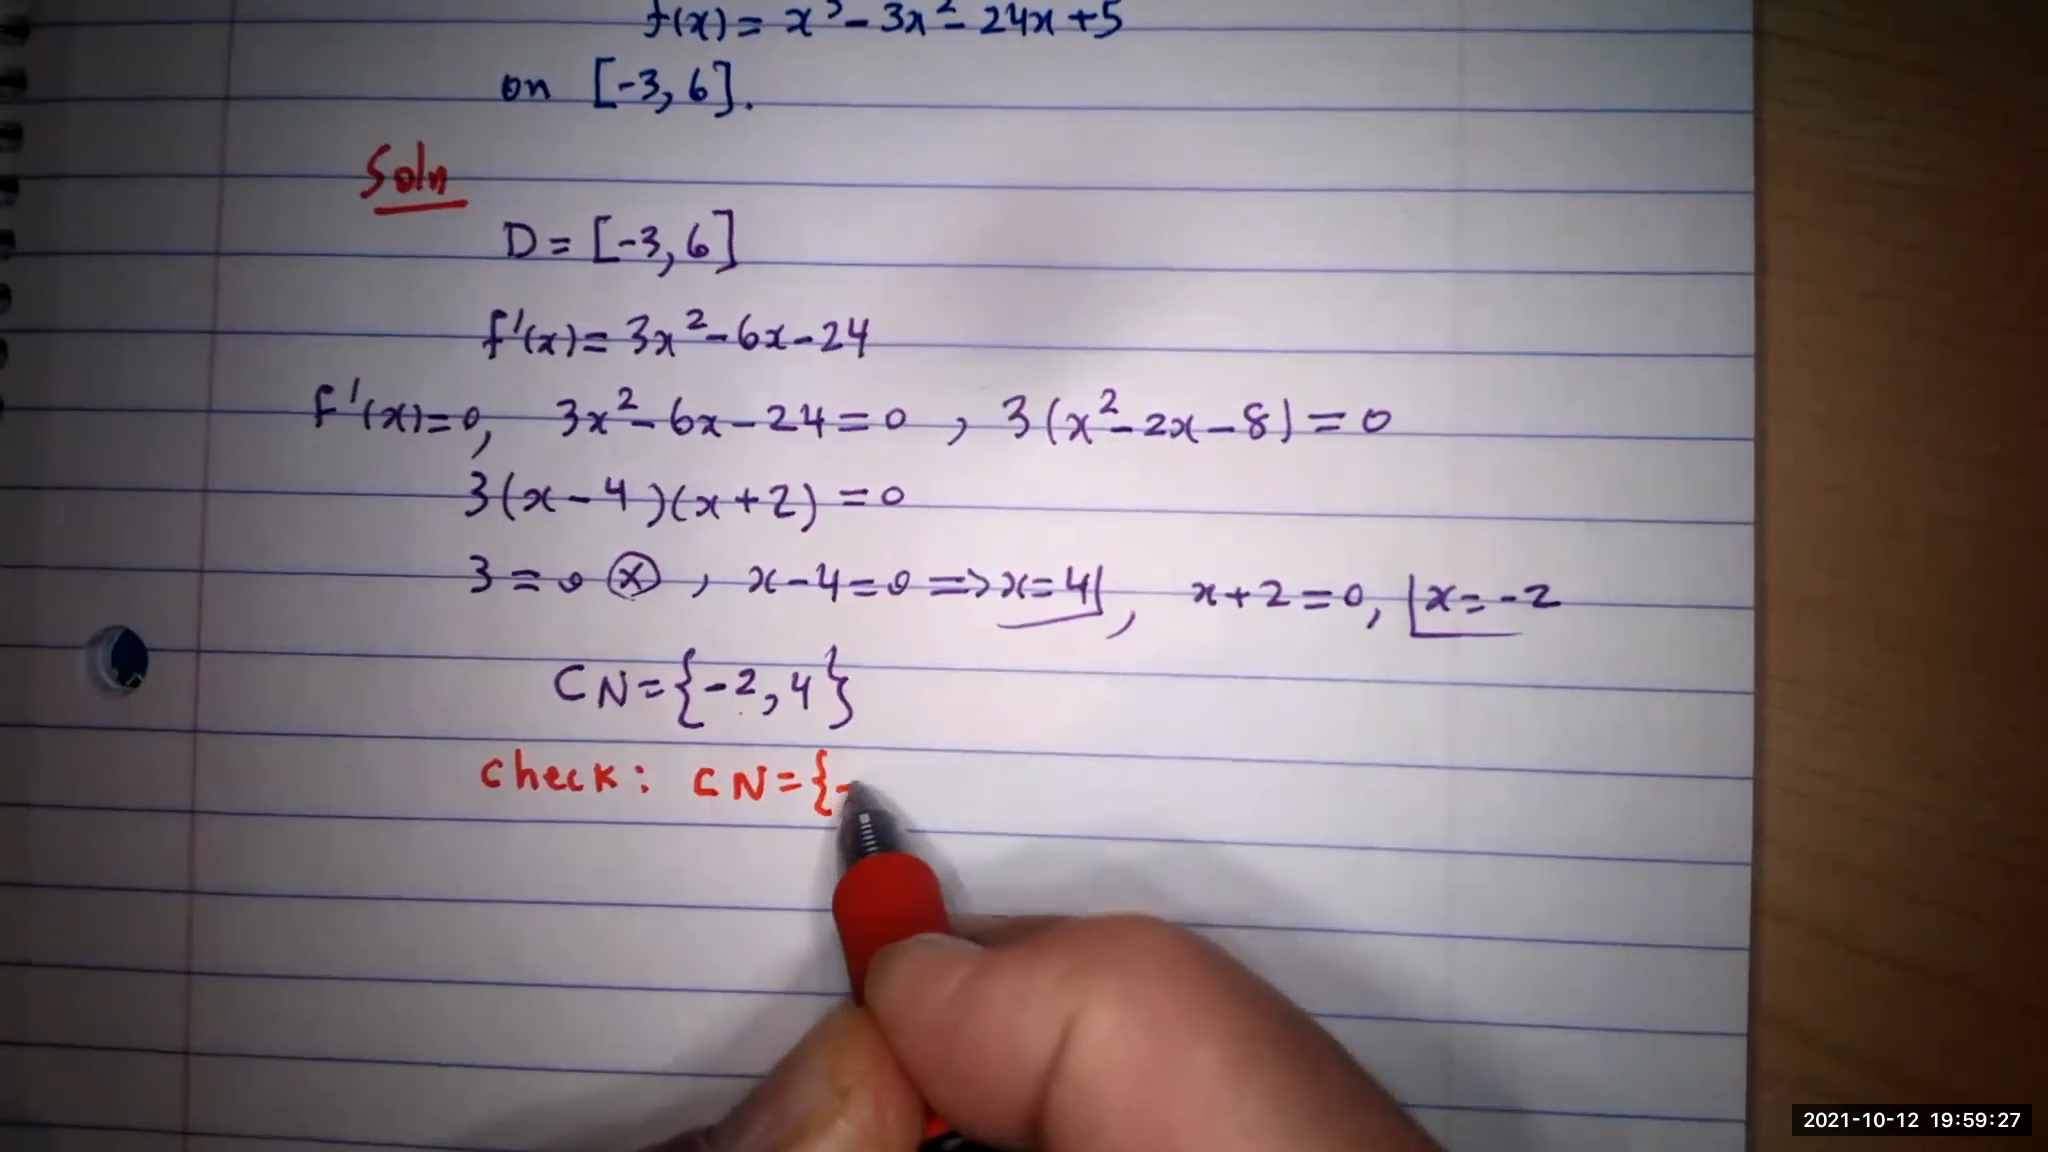 f(x) = x³ - 3x² - 24x + 5
on [-3, 6].
Soln
D = [-3, 6]
f'(x) = 3x² - 6x - 24
f'(x) = 0, 3x² - 6x - 24 = 0 , 3(x² - 2x - 8) = 0
3(x - 4)(x + 2) = 0
3 = 0 ⓧ , x - 4 = 0 => x = 4 , x + 2 = 0, x = -2
CN = {-2, 4}
Check: CN = {-
2021-10-12 19:59:27